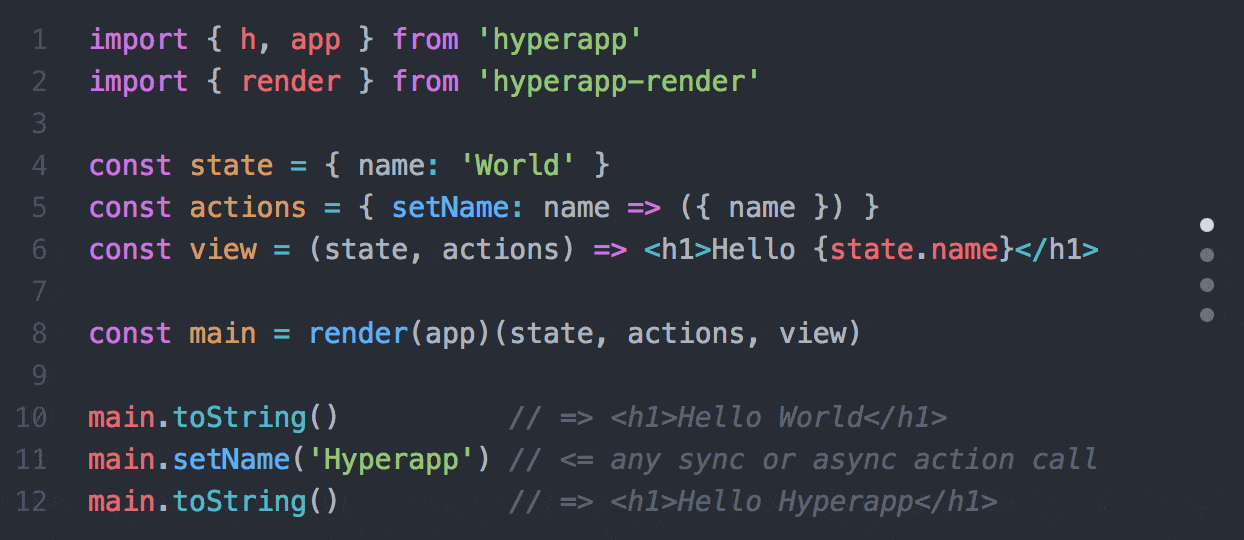 1 import { h, app } from 'hyperapp'
2 import { render } from 'hyperapp-render'
3
4 const state = { name: 'World' }
5 const actions = { setName: name => ({ name }) }
6 const view = (state, actions) => <h1>Hello {state.name}</h1>
7
8 const main = render(app)(state, actions, view)
9
10 main.toString()          // => <h1>Hello World</h1>
11 main.setName('Hyperapp') // <= any sync or async action call
12 main.toString()          // => <h1>Hello Hyperapp</h1>